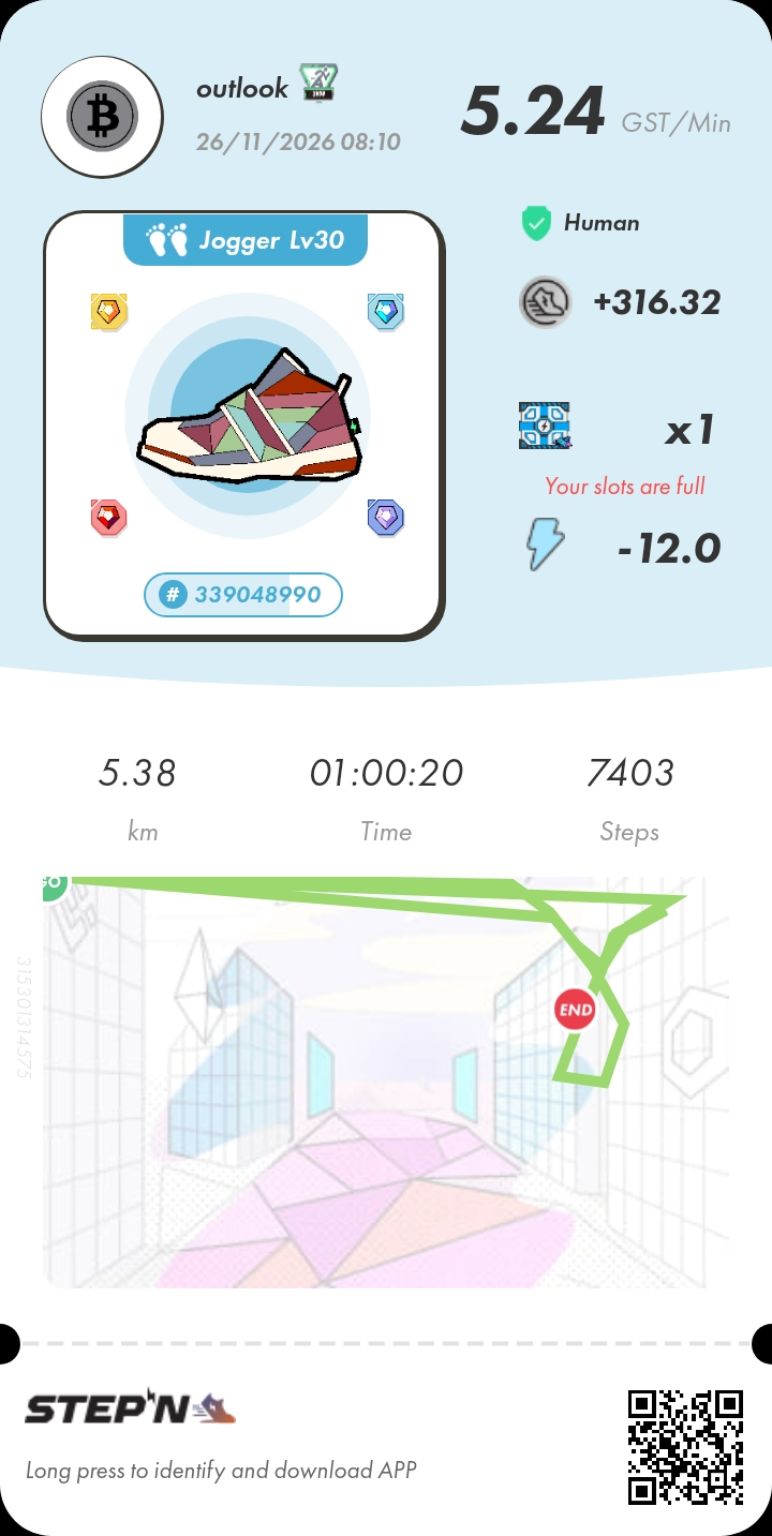 outlook
26/11/2026 08:10
5.24 GST/Min
Jogger Lv30
Human
+316.32
x1
Your slots are full
-12.0
# 339048990
5.38
km
01:00:20
Time
7403
Steps
END
315301314575
STEP'N
Long press to identify and download APP